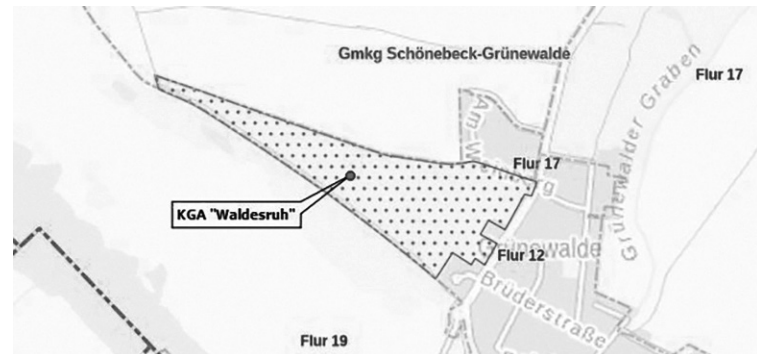 Gmkg Schönebeck-Grünewalde
Flur 17
Grünewalder Graben
Flur 17
KGA "Waldesruh"
Grünewalde
Flur 12
Brüderstraße
Flur 19